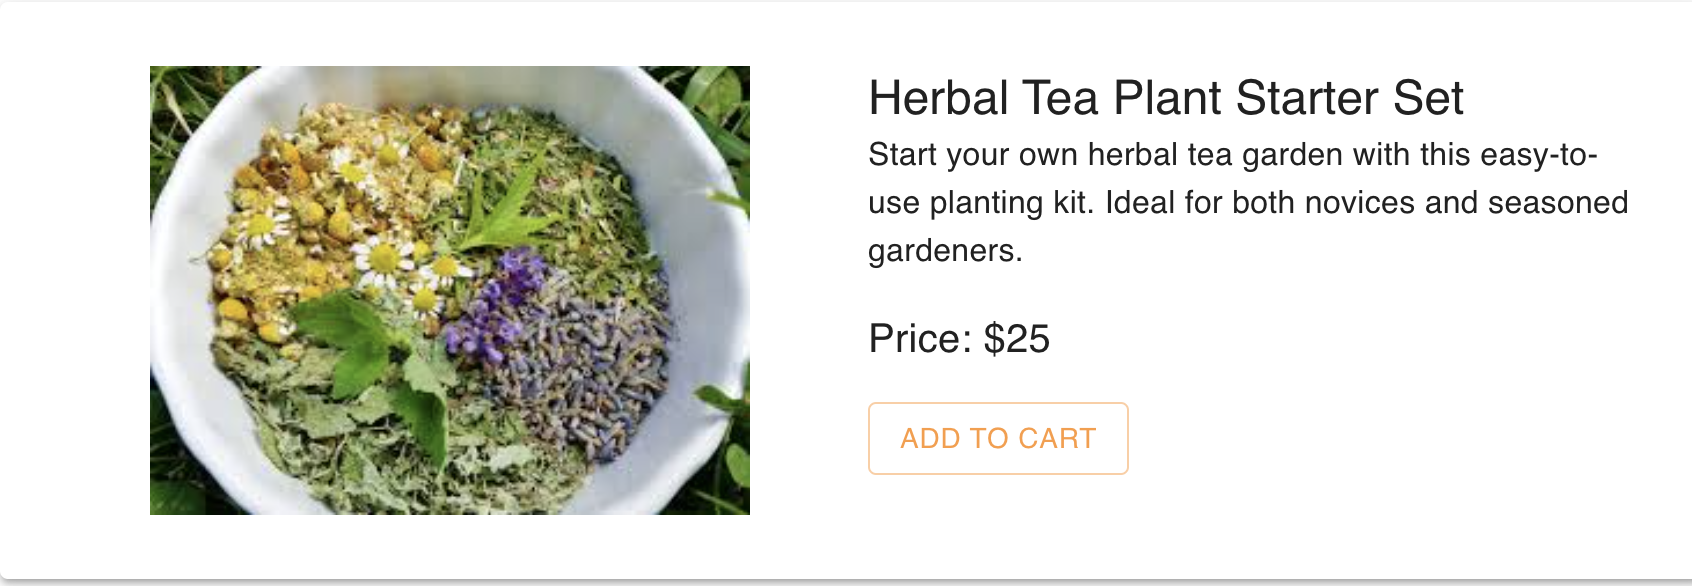 Herbal Tea Plant Starter Set
Start your own herbal tea garden with this easy-to-
use planting kit. Ideal for both novices and seasoned
gardeners.
Price: $25
ADD TO CART